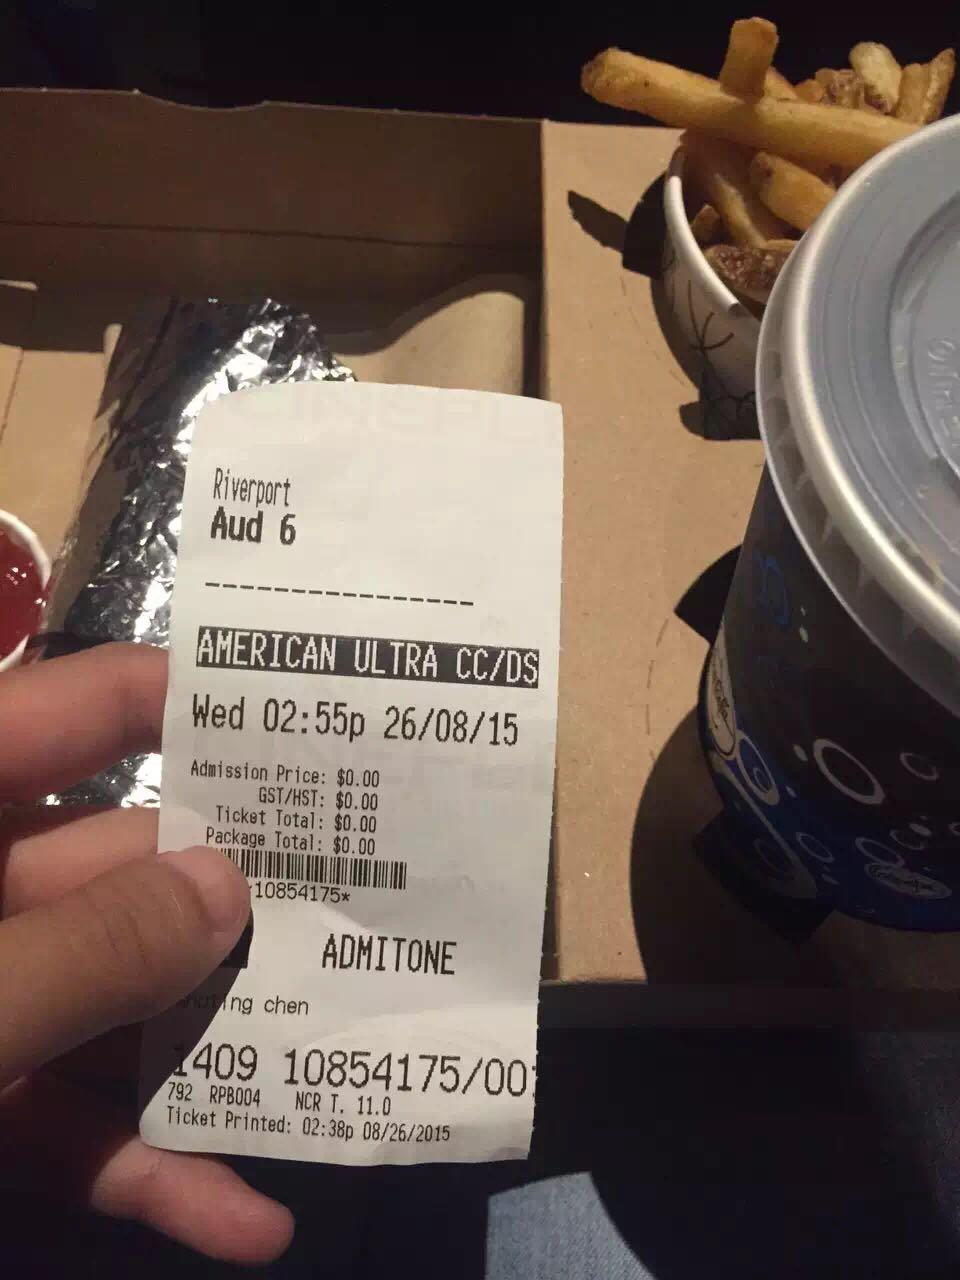 Riverport
Aud 6
----------------
AMERICAN ULTRA CC/DS
Wed 02:55p 26/08/15
Admission Price: $0.00
GST/HST: $0.00
Ticket Total: $0.00
Package Total: $0.00
10854175*
ADMITONE
chen
1409 10854175/00
792 RPB004 NCR T. 11.0
Ticket Printed: 02:38p 08/26/2015